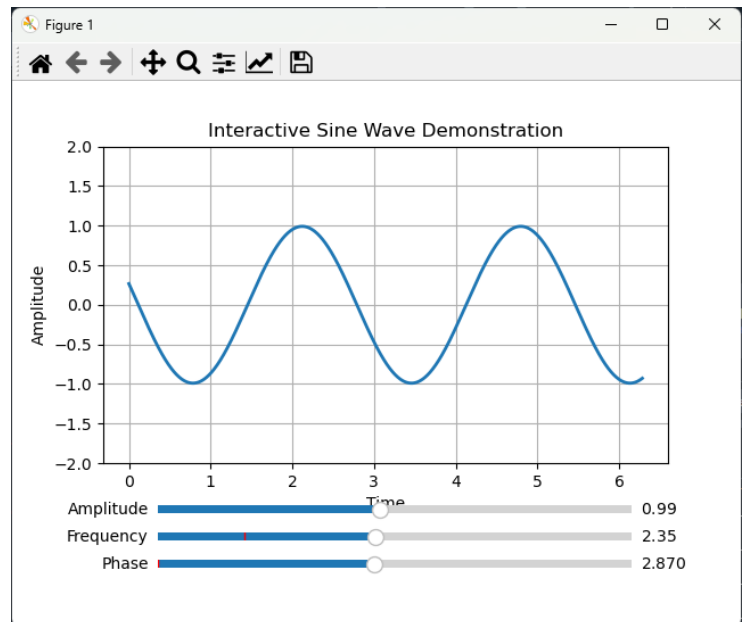 Figure 1
Interactive Sine Wave Demonstration
2.0
1.5
1.0
0.5
0.0
−0.5
−1.0
−1.5
−2.0
Amplitude
0 1 2 3 4 5 6
Time
Amplitude 0.99
Frequency 2.35
Phase 2.870